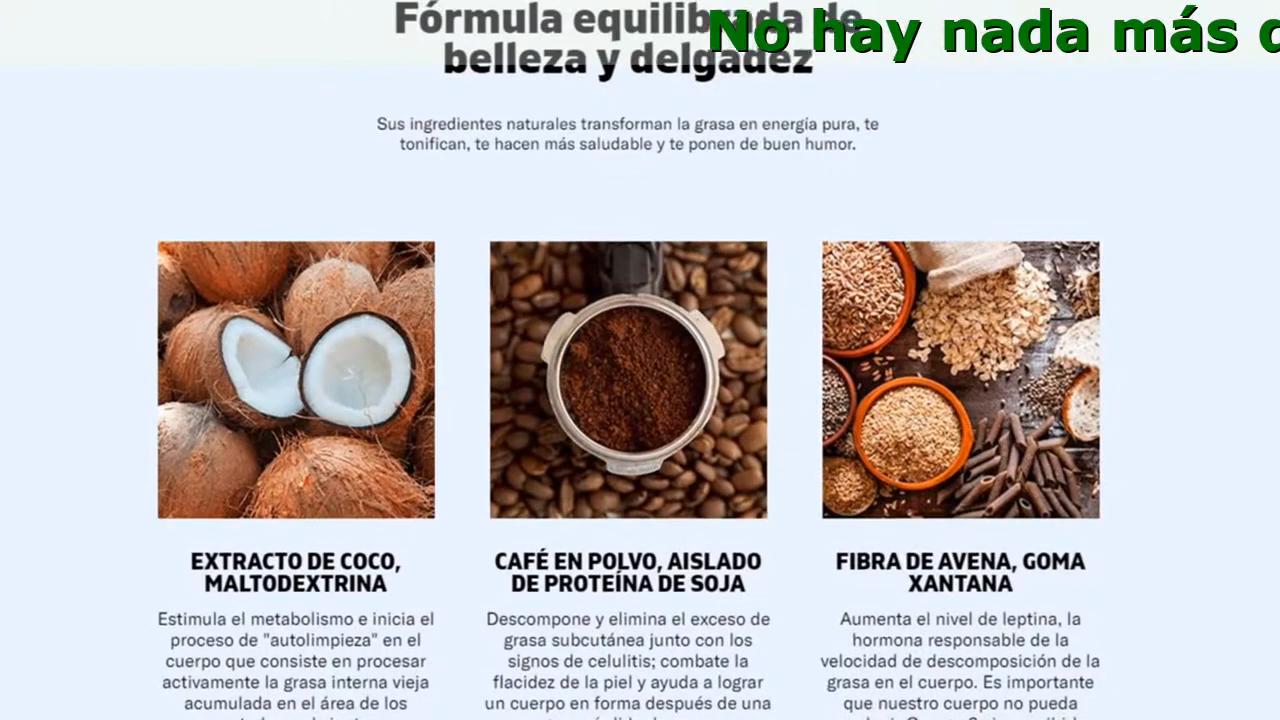 Fórmula equilibrada de
belleza y delgadez
No hay nada más
Sus ingredientes naturales transforman la grasa en energía pura, te
tonifican, te hacen más saludable y te ponen de buen humor.
EXTRACTO DE COCO,
MALTODEXTRINA
Estimula el metabolismo e inicia el
proceso de "autolimpieza" en el
cuerpo que consiste en procesar
activamente la grasa interna vieja
acumulada en el área de los
CAFÉ EN POLVO, AISLADO
DE PROTEÍNA DE SOJA
Descompone y elimina el exceso de
grasa subcutánea junto con los
signos de celulitis; combate la
flacidez de la piel y ayuda a lograr
un cuerpo en forma después de una
FIBRA DE AVENA, GOMA
XANTANA
Aumenta el nivel de leptina, la
hormona responsable de la
velocidad de descomposición de la
grasa en el cuerpo. Es importante
que nuestro cuerpo no pueda